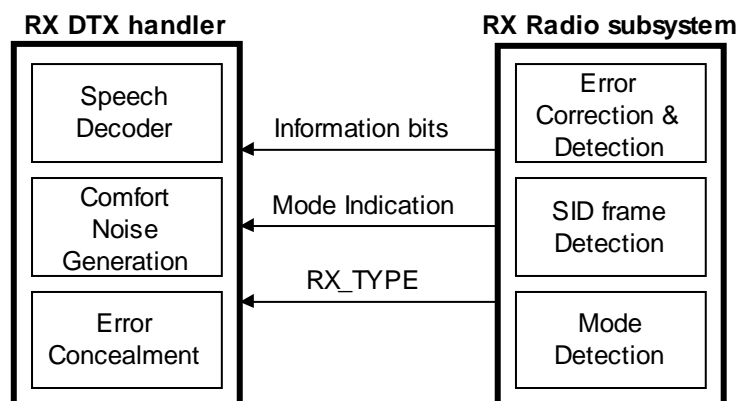 RX DTX handler
RX Radio subsystem
Speech
Decoder
Comfort
Noise
Generation
Error
Concealment
Information bits
Mode Indication
RX_TYPE
Error
Correction &
Detection
SID frame
Detection
Mode
Detection